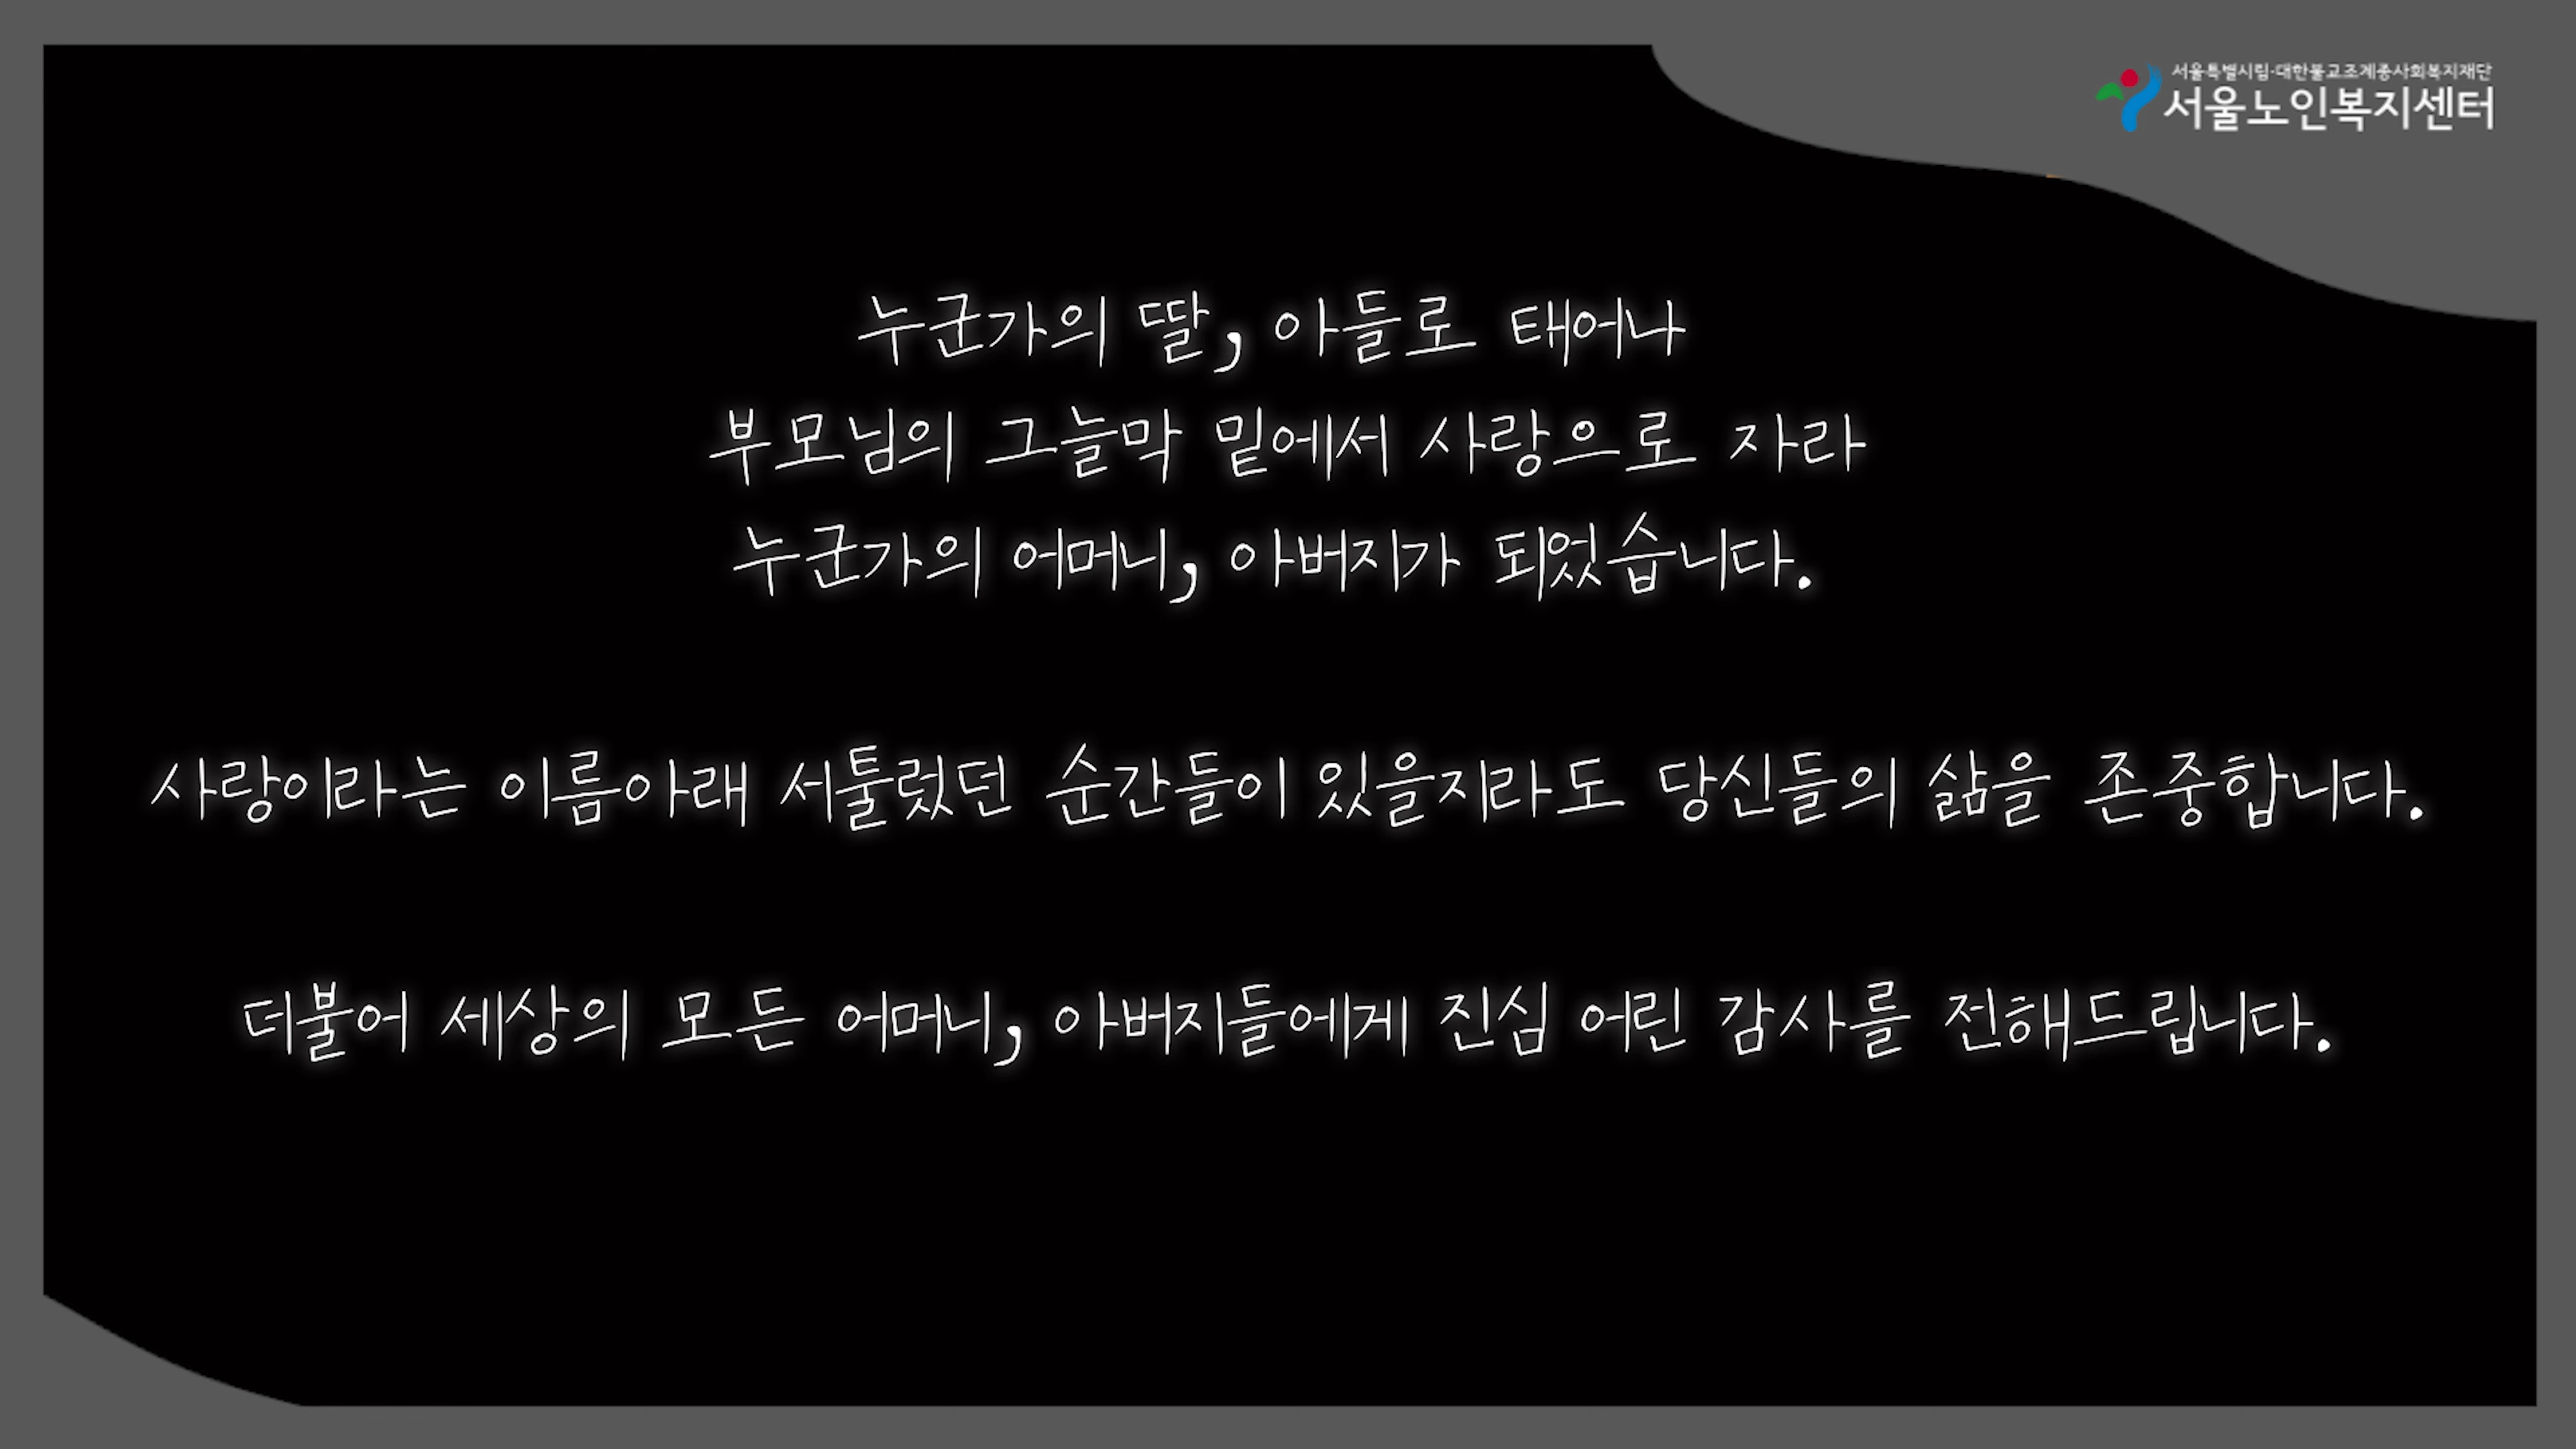 서울특별시립·대한불교조계종사회복지재단
서울노인복지센터
누군가의 딸, 아들로 태어나
부모님의 그늘막 밑에서 사랑으로 자라
누군가의 어머니, 아버지가 되었습니다.
사랑이라는 이름아래 서툴렀던 순간들이 있을지라도 당신들의 삶을 존중합니다.
더불어 세상의 모든 어머니, 아버지들에게 진심 어린 감사를 전해드립니다.